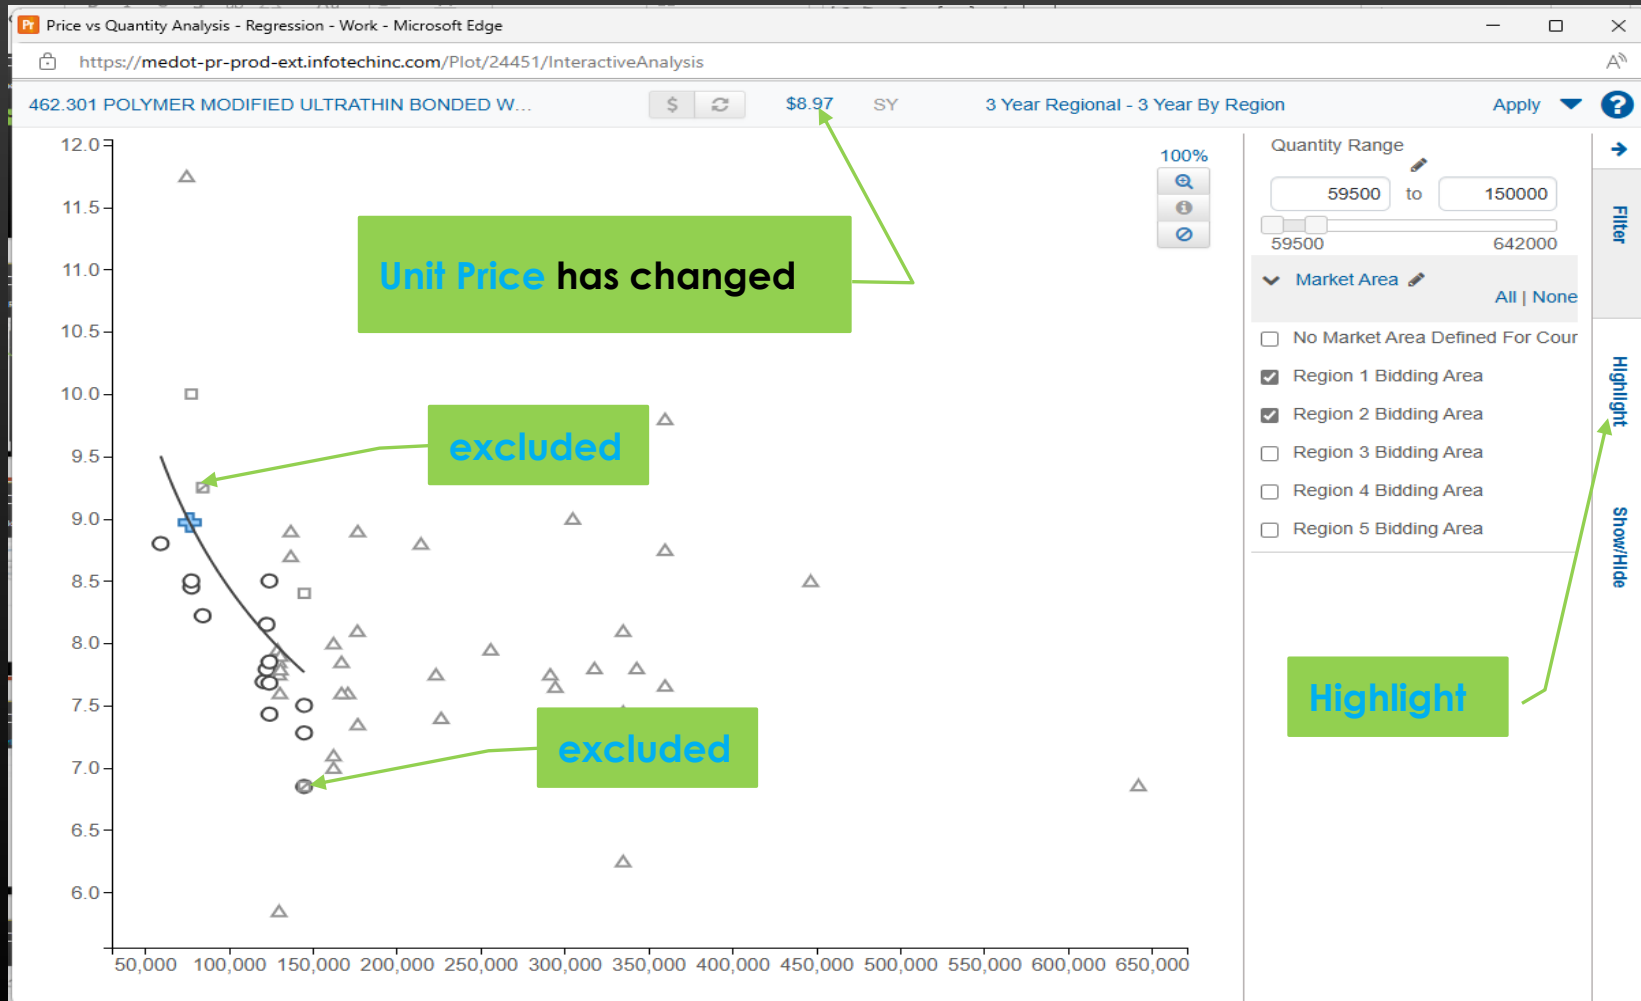 Pr Price vs Quantity Analysis - Regression - Work - Microsoft Edge
https://medot-pr-prod-ext.infotechinc.com/Plot/24451/InteractiveAnalysis
462.301 POLYMER MODIFIED ULTRATHIN BONDED W... $ $8.97 SY 3 Year Regional - 3 Year By Region Apply ?
12.0
11.5
11.0
10.5
10.0
9.5
9.0
8.5
8.0
7.5
7.0
6.5
6.0
50,000 100,000 150,000 200,000 250,000 300,000 350,000 400,000 450,000 500,000 550,000 600,000 650,000
Unit Price has changed
excluded
excluded
Highlight
100%
Quantity Range
59500 to 150000
59500 642000
Market Area
All | None
No Market Area Defined For Cour
Region 1 Bidding Area
Region 2 Bidding Area
Region 3 Bidding Area
Region 4 Bidding Area
Region 5 Bidding Area
Filter
Highlight
Show/Hide